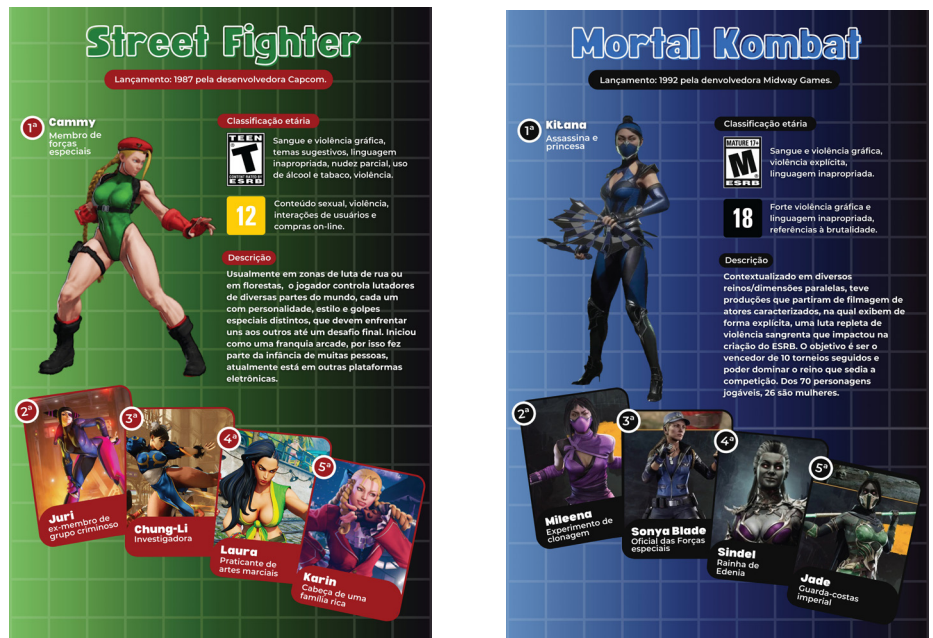 Street Fighter
Lançamento: 1987 pela desenvolvedora Capcom.
1ª
Cammy
Membro de
forças
especiais
Classificação etária
TEEN
T
CONTENT RATED BY
ESRB
Sangue e violência gráfica,
temas sugestivos, linguagem
inapropriada, nudez parcial, uso
de álcool e tabaco, violência.
12
Conteúdo sexual, violência,
interações de usuários e
compras on-line.
Descrição
Usualmente em zonas de luta de rua ou
em florestas, o jogador controla lutadores
de diversas partes do mundo, cada um
com personalidade, estilo e golpes
especiais distintos, que devem enfrentar
uns aos outros até um desafio final. Iniciou
como uma franquia arcade, por isso fez
parte da infância de muitas pessoas,
atualmente está em outras plataformas
eletrônicas.
2ª
Juri
ex-membro de
grupo criminoso
3ª
Chung-Li
Investigadora
4ª
Laura
Praticante de
artes marciais
5ª
Karin
Cabeça de uma
família rica
Mortal Kombat
Lançamento: 1992 pela denvolvedora Midway Games.
1ª
Kitana
Assassina e
princesa
Classificação etária
MATURE 17+
M
ESRB
Sangue e violência gráfica,
violência explícita,
linguagem inapropriada.
18
Forte violência gráfica e
linguagem inapropriada,
referências à brutalidade.
Descrição
Contextualizado em diversos
reinos/dimensões paralelas, teve
produções que partiram de filmagem de
atores caracterizados, na qual exibem de
forma explícita, uma luta repleta de
violência sangrenta que impactou na
criação do ESRB. O objetivo é ser o
vencedor de 10 torneios seguidos e
poder dominar o reino que sedia a
competição. Dos 70 personagens
jogáveis, 26 são mulheres.
2ª
Mileena
Experimento de
clonagem
3ª
Sonya Blade
Oficial das Forças
especiais
4ª
Sindel
Rainha de
Edenia
5ª
Jade
Guarda-costas
imperial